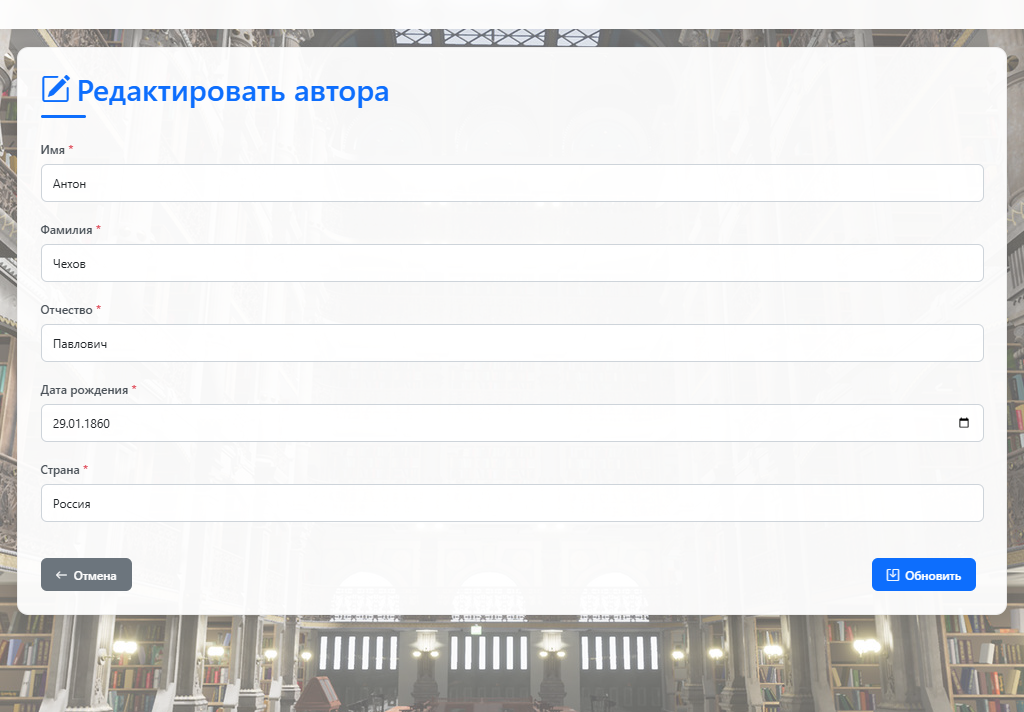 Редактировать автора
Имя *
Антон
Фамилия *
Чехов
Отчество *
Павлович
Дата рождения *
29.01.1860
Страна *
Россия
← Отмена
Обновить